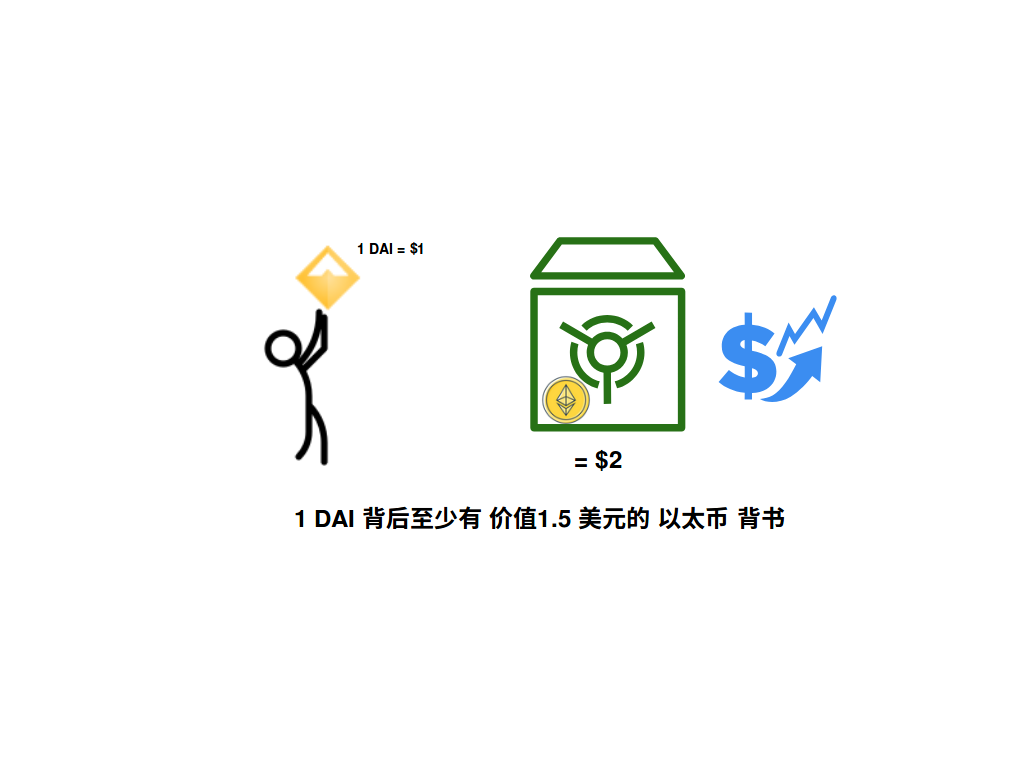 1 DAI = $1
= $2
1 DAI 背后至少有 价值1.5 美元的 以太币 背书